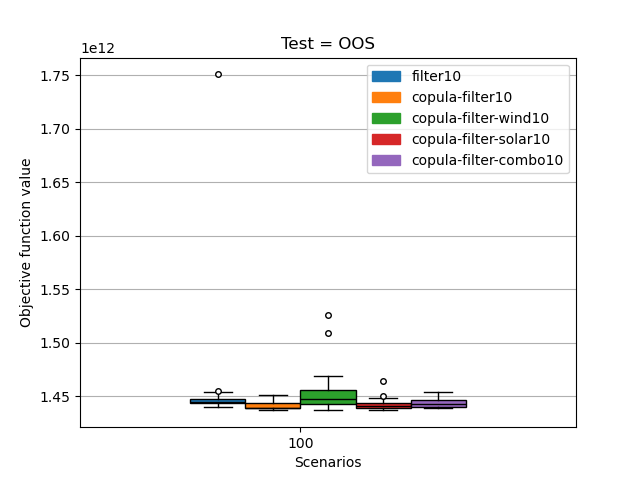 Test = OOS
1e12
1.75
1.70
1.65
1.60
1.55
1.50
1.45
Objective function value
filter10
copula-filter10
copula-filter-wind10
copula-filter-solar10
copula-filter-combo10
100
Scenarios